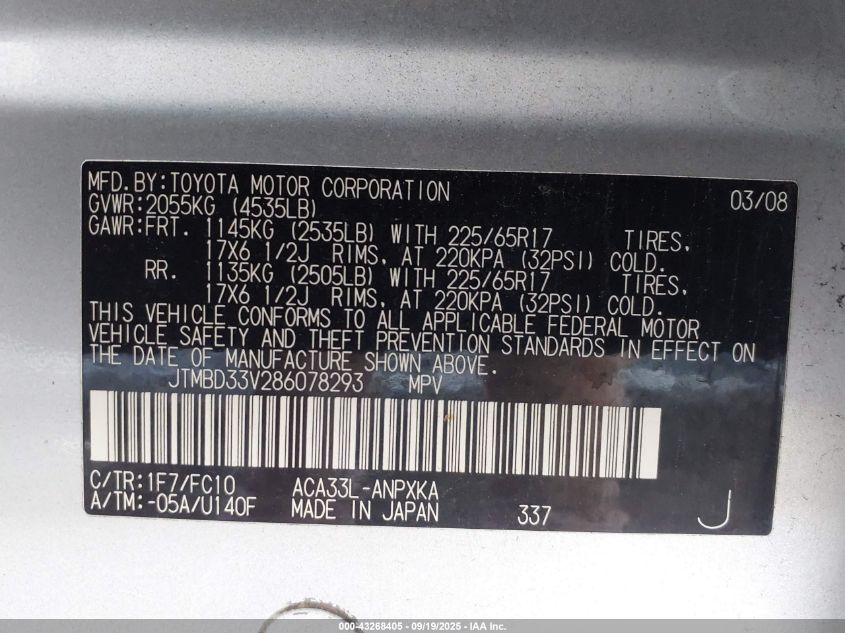 MFD.BY:TOYOTA MOTOR CORPORATION 03/08
GVWR:2055KG (4535LB)
GAWR:FRT. 1145KG (2535LB) WITH 225/65R17 TIRES,
17X6 1/2J RIMS, AT 220KPA (32PSI) COLD.
RR. 1135KG (2505LB) WITH 225/65R17 TIRES,
17X6 1/2J RIMS, AT 220KPA (32PSI) COLD.
THIS VEHICLE CONFORMS TO ALL APPLICABLE FEDERAL MOTOR
VEHICLE SAFETY AND THEFT PREVENTION STANDARDS IN EFFECT ON
THE DATE OF MANUFACTURE SHOWN ABOVE.
JTMBD33V286078293 MPV
C/TR:1F7/FC10 ACA33L-ANPXKA
A/TM:-05A/U140F MADE IN JAPAN 337 J
000-43268405 - 09/19/2025 - IAA Inc.